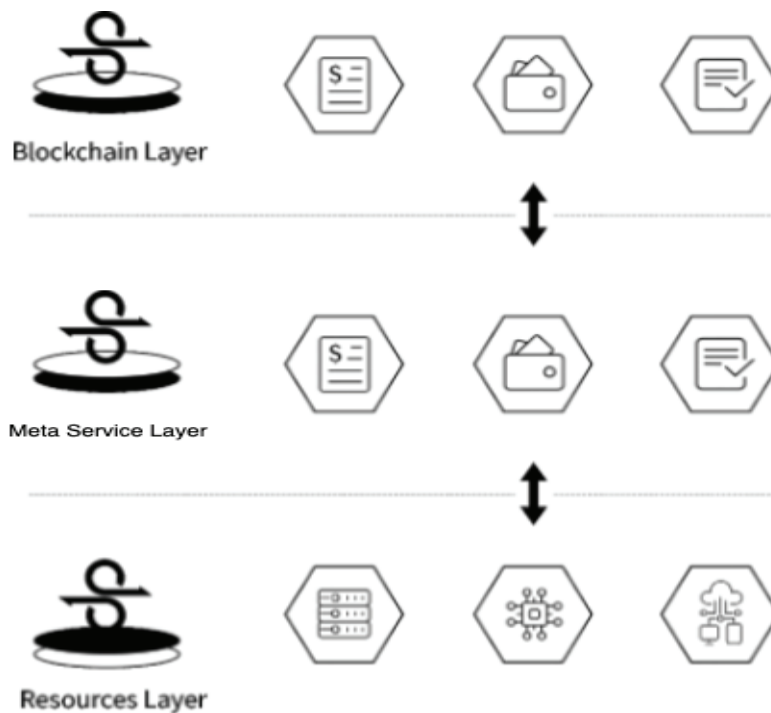 Blockchain Layer
$
Meta Service Layer
$
Resources Layer